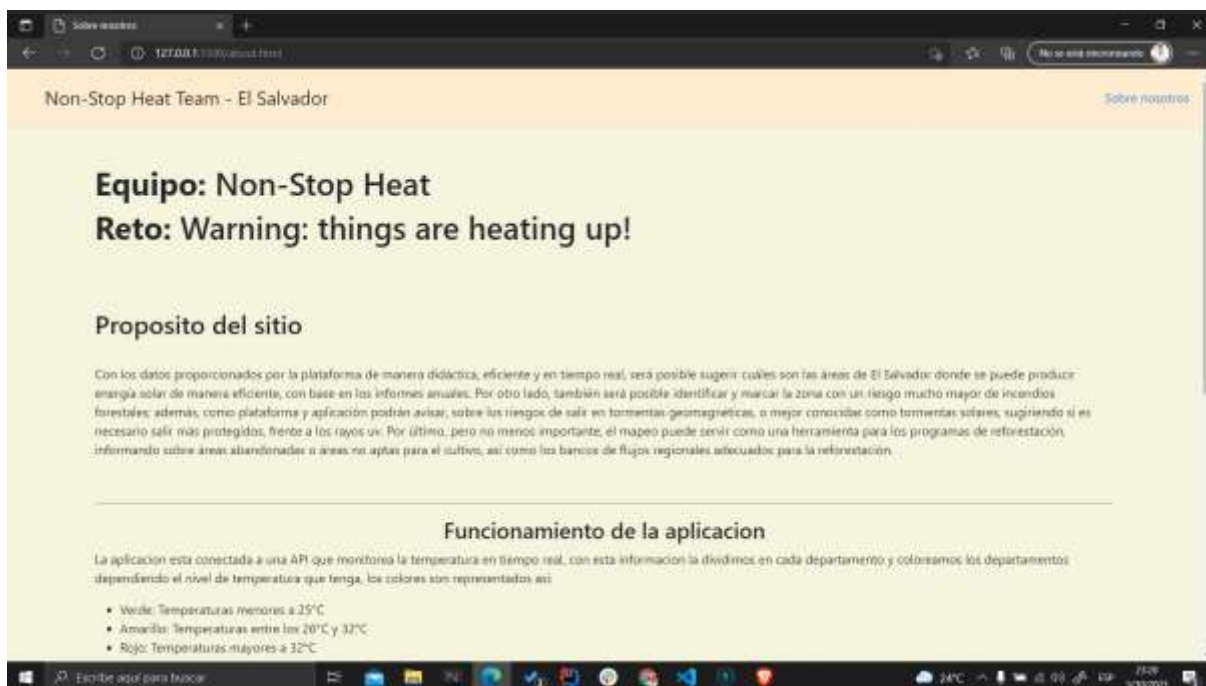 Sobre nosotros
127.0.0.1:5500/about.html
No se está sincronizando
Non-Stop Heat Team - El Salvador
Sobre nosotros
Equipo: Non-Stop Heat
Reto: Warning: things are heating up!
Proposito del sitio
Con los datos proporcionados por la plataforma de manera didáctica, eficiente y en tiempo real, será posible sugerir cuáles son las áreas de El Salvador donde se puede producir
energía solar de manera eficiente, con base en los informes anuales. Por otro lado, también será posible identificar y marcar la zona con un riesgo mucho mayor de incendios
forestales; además, como plataforma y aplicación podrán avisar, sobre los riesgos de salir en tormentas geomagnéticas, o mejor conocidas como tormentas solares, sugiriendo si es
necesario salir más protegidos, frente a los rayos uv. Por último, pero no menos importante, el mapeo puede servir como una herramienta para los programas de reforestación,
informando sobre áreas abandonadas o áreas no aptas para el cultivo, así como los bancos de flujos regionales adecuados para la reforestación
Funcionamiento de la aplicacion
La aplicacion esta conectada a una API que monitorea la temperatura en tiempo real, con esta informacion la dividimos en cada departamento y coloreamos los departamentos
dependiendo el nivel de temperatura que tenga, los colores son representados asi:
Verde: Temperaturas menores a 25°C
Amarillo: Temperaturas entre los 26°C y 32°C
Rojo: Temperaturas mayores a 32°C
Escribe aquí para buscar
24°C
ESP